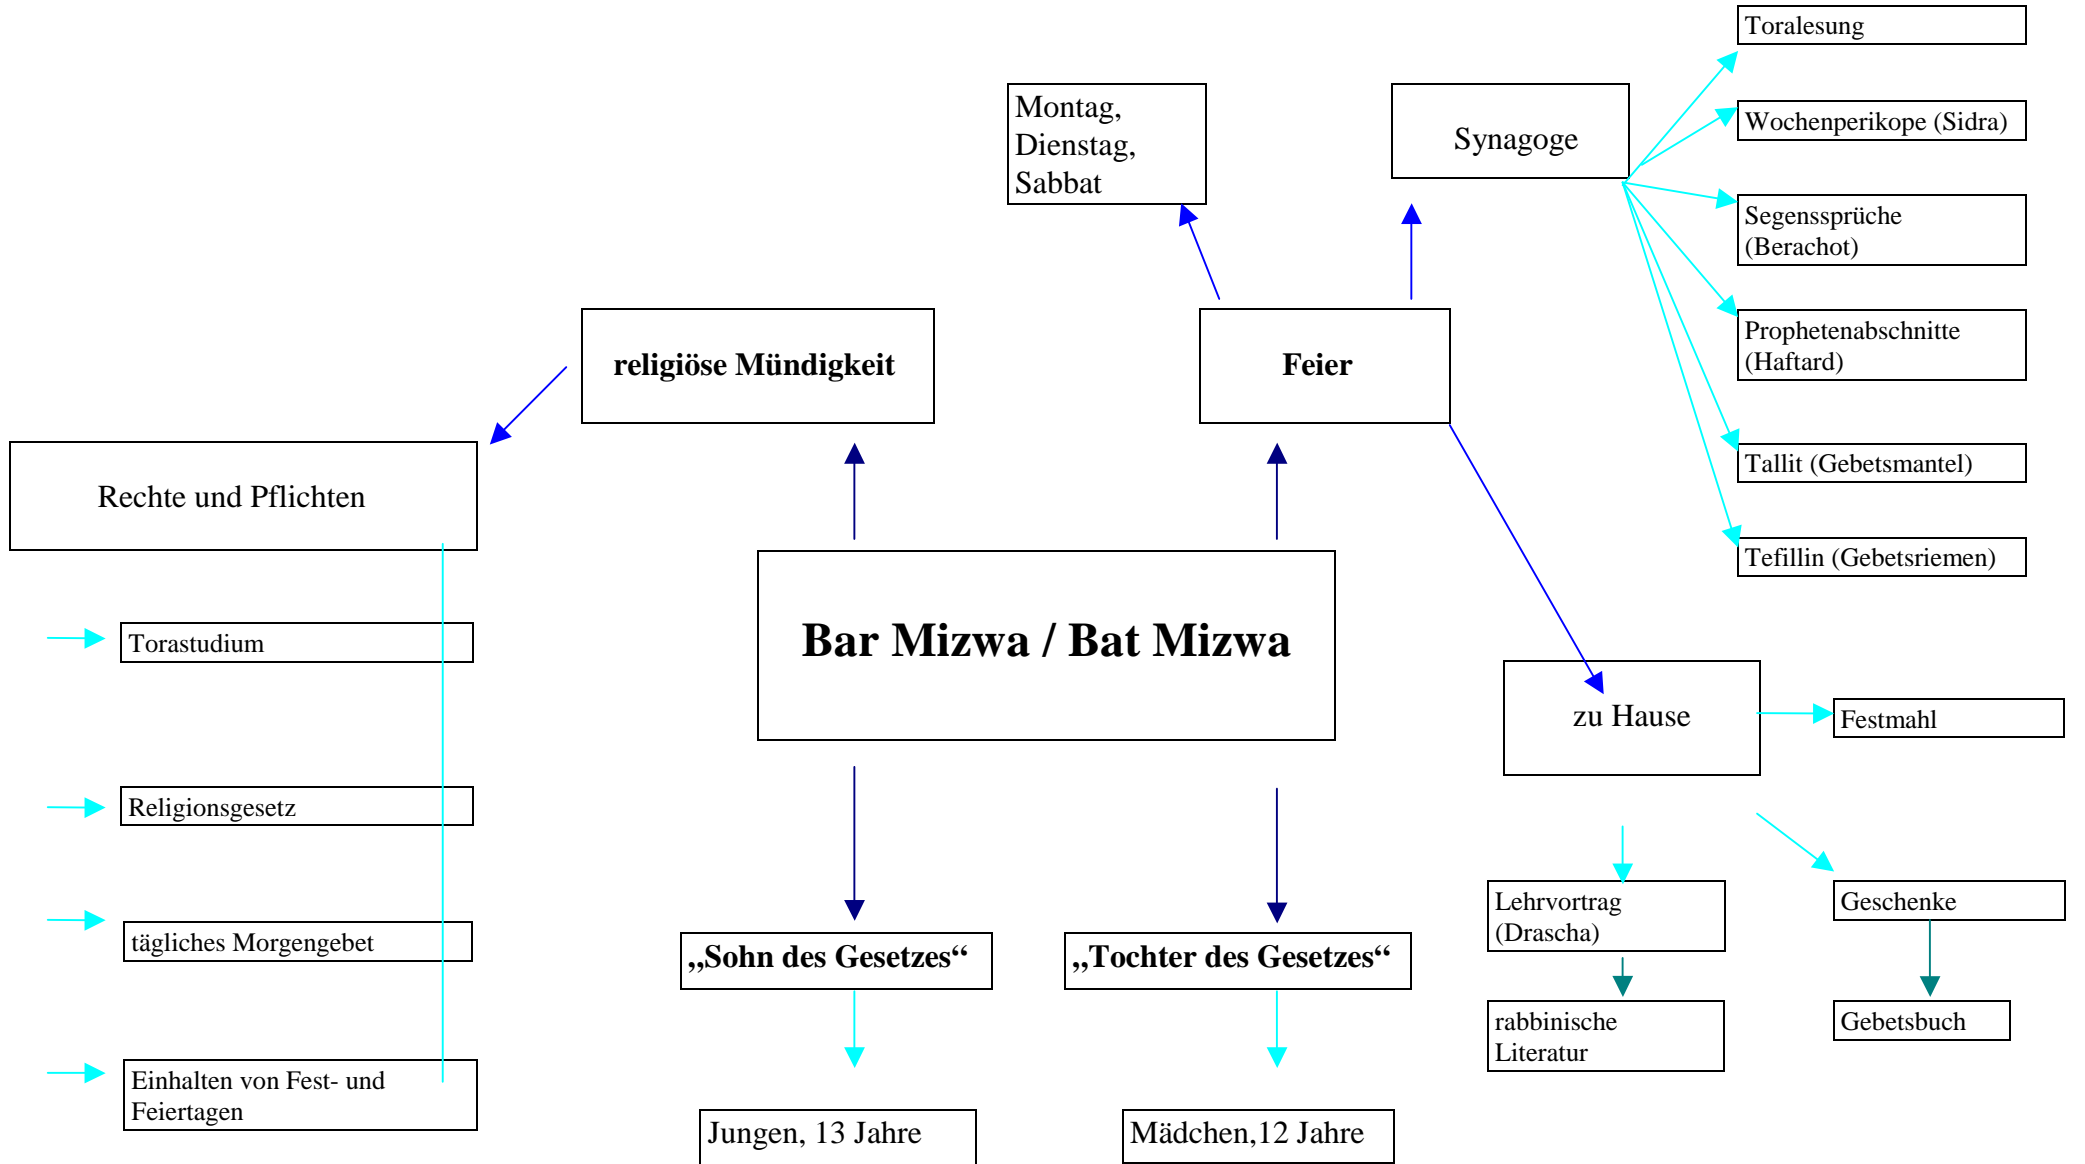 Toralesung
Montag,
Dienstag,
Sabbat
Synagoge
Wochenperikope (Sidra)
Segenssprüche
(Berachot)
Prophetenabschnitte
(Haftard)
Tallit (Gebetsmantel)
Tefillin (Gebetsriemen)
religiöse Mündigkeit
Feier
Rechte und Pflichten
Torastudium
Religionsgesetz
tägliches Morgengebet
Einhalten von Fest- und
Feiertagen
Bar Mizwa / Bat Mizwa
zu Hause
Festmahl
Lehrvortrag
(Drascha)
Geschenke
rabbinische
Literatur
Gebetsbuch
„Sohn des Gesetzes“
„Tochter des Gesetzes“
Jungen, 13 Jahre
Mädchen,12 Jahre